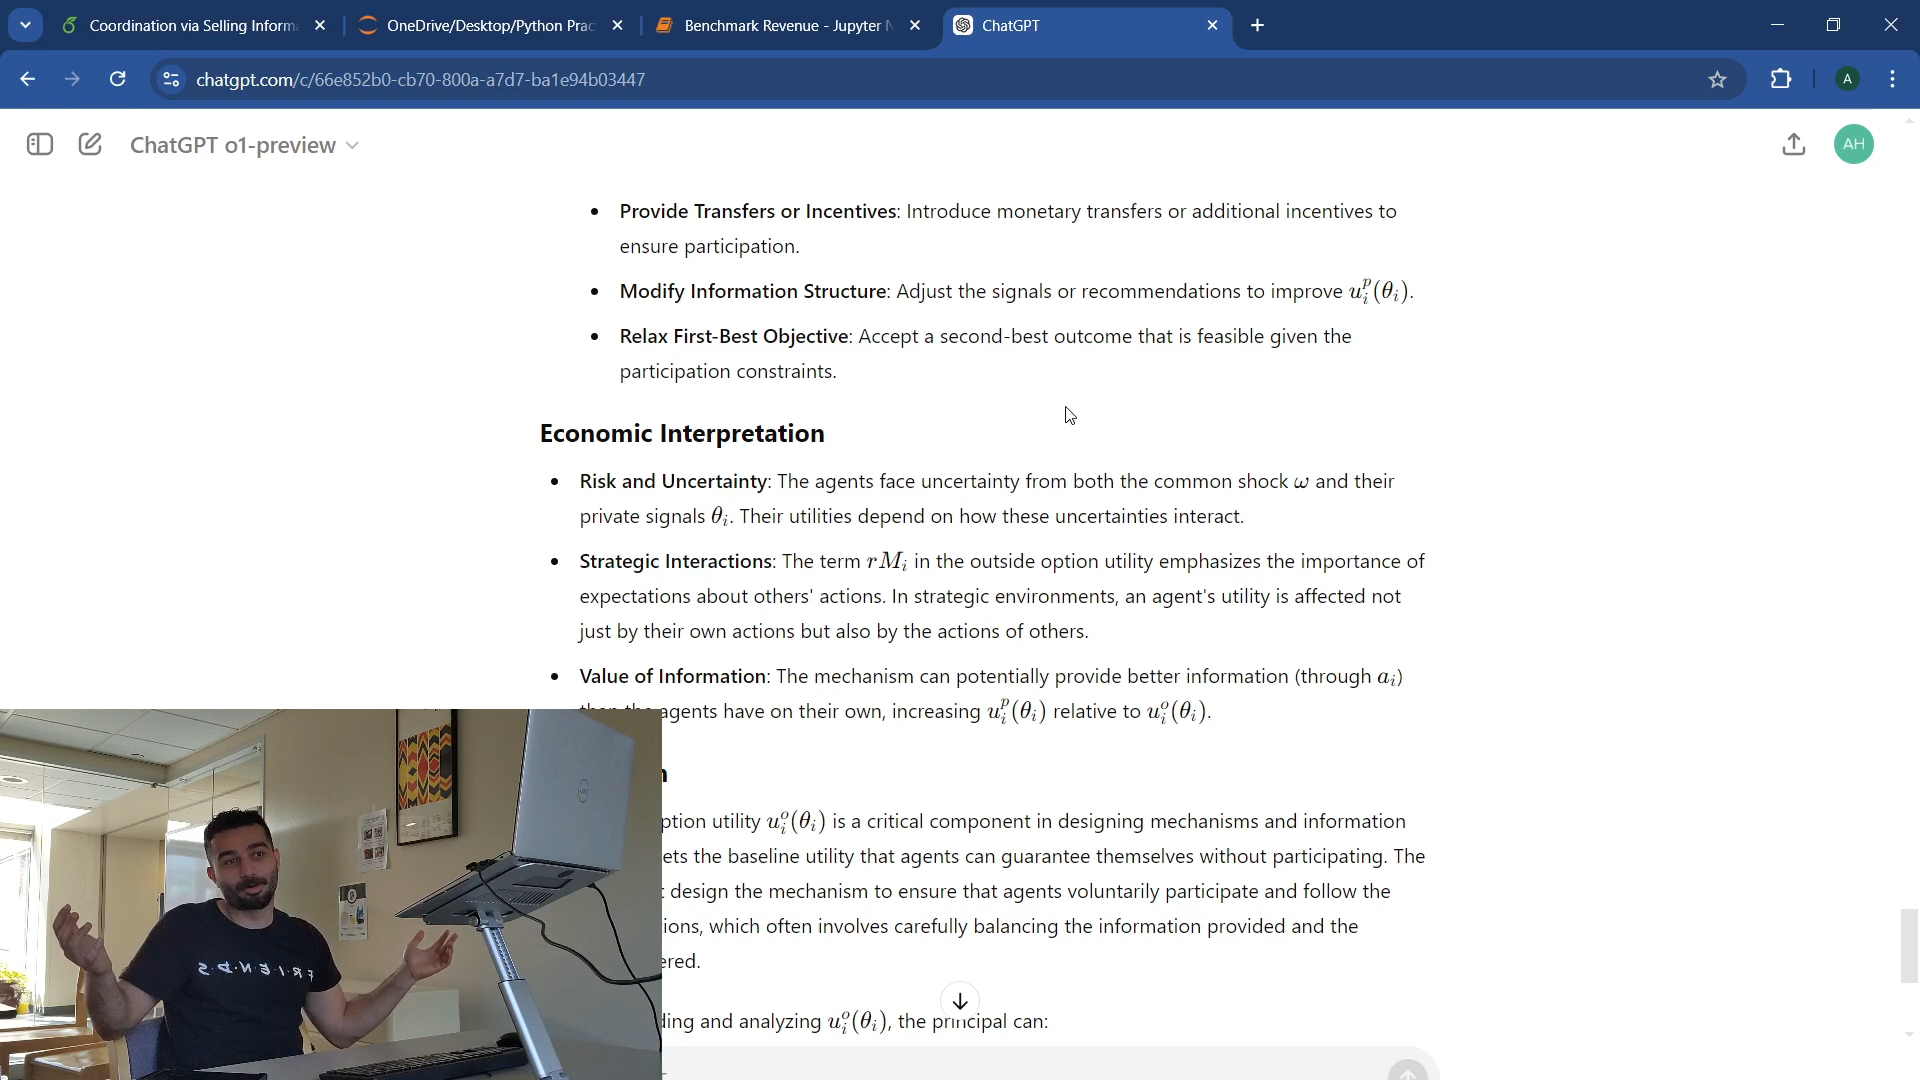 Coordination via Selling Inform
OneDrive/Desktop/Python Prac
Benchmark Revenue - Jupyter N
ChatGPT
chatgpt.com/c/66e852b0-cb70-800a-a7d7-ba1e94b03447
A
ChatGPT o1-preview
AH
• Provide Transfers or Incentives: Introduce monetary transfers or additional incentives to
ensure participation.
• Modify Information Structure: Adjust the signals or recommendations to improve u_i^p(θ_i).
• Relax First-Best Objective: Accept a second-best outcome that is feasible given the
participation constraints.
Economic Interpretation
• Risk and Uncertainty: The agents face uncertainty from both the common shock ω and their
private signals θ_i. Their utilities depend on how these uncertainties interact.
• Strategic Interactions: The term rM_i in the outside option utility emphasizes the importance of
expectations about others' actions. In strategic environments, an agent's utility is affected not
just by their own actions but also by the actions of others.
• Value of Information: The mechanism can potentially provide better information (through a_i)
agents have on their own, increasing u_i^p(θ_i) relative to u_i^o(θ_i).
ption utility u_i^o(θ_i) is a critical component in designing mechanisms and information
ets the baseline utility that agents can guarantee themselves without participating. The
design the mechanism to ensure that agents voluntarily participate and follow the
ions, which often involves carefully balancing the information provided and the
ered.
ding and analyzing u_i^o(θ_i), the principal can:
F·R·I·E·N·D·S
DELL